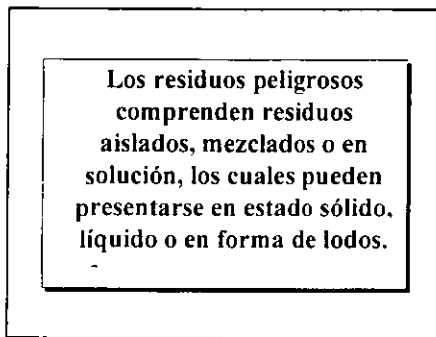 Los residuos peligrosos
comprenden residuos
aislados, mezclados o en
solución, los cuales pueden
presentarse en estado sólido,
líquido o en forma de lodos.